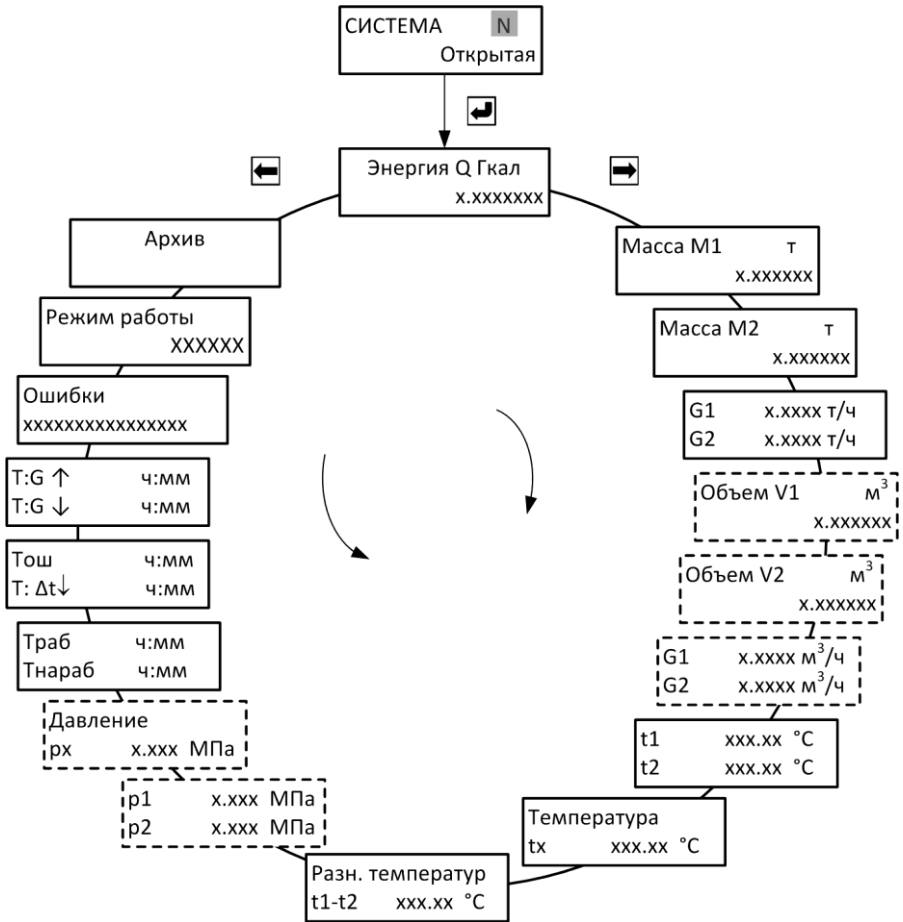 СИСТЕМА N
Открытая
Энергия Q Гкал
x.xxxxxxx
Масса М1 т
x.xxxxxx
Масса М2 т
x.xxxxxx
G1 x.xxxx т/ч
G2 x.xxxx т/ч
Объем V1 м³
x.xxxxxx
Объем V2 м³
x.xxxxxx
G1 x.xxxx м³/ч
G2 x.xxxx м³/ч
t1 xxx.xx °C
t2 xxx.xx °C
Температура
tx xxx.xx °C
Разн. температур
t1-t2 xxx.xx °C
p1 x.xxx МПа
p2 x.xxx МПа
Давление
px x.xxx МПа
Траб ч:мм
Тнараб ч:мм
Тош ч:мм
T: Δt↓ ч:мм
T:G ↑ ч:мм
T:G ↓ ч:мм
Ошибки
xxxxxxxxxxxxxxxx
Режим работы
XXXXXX
Архив